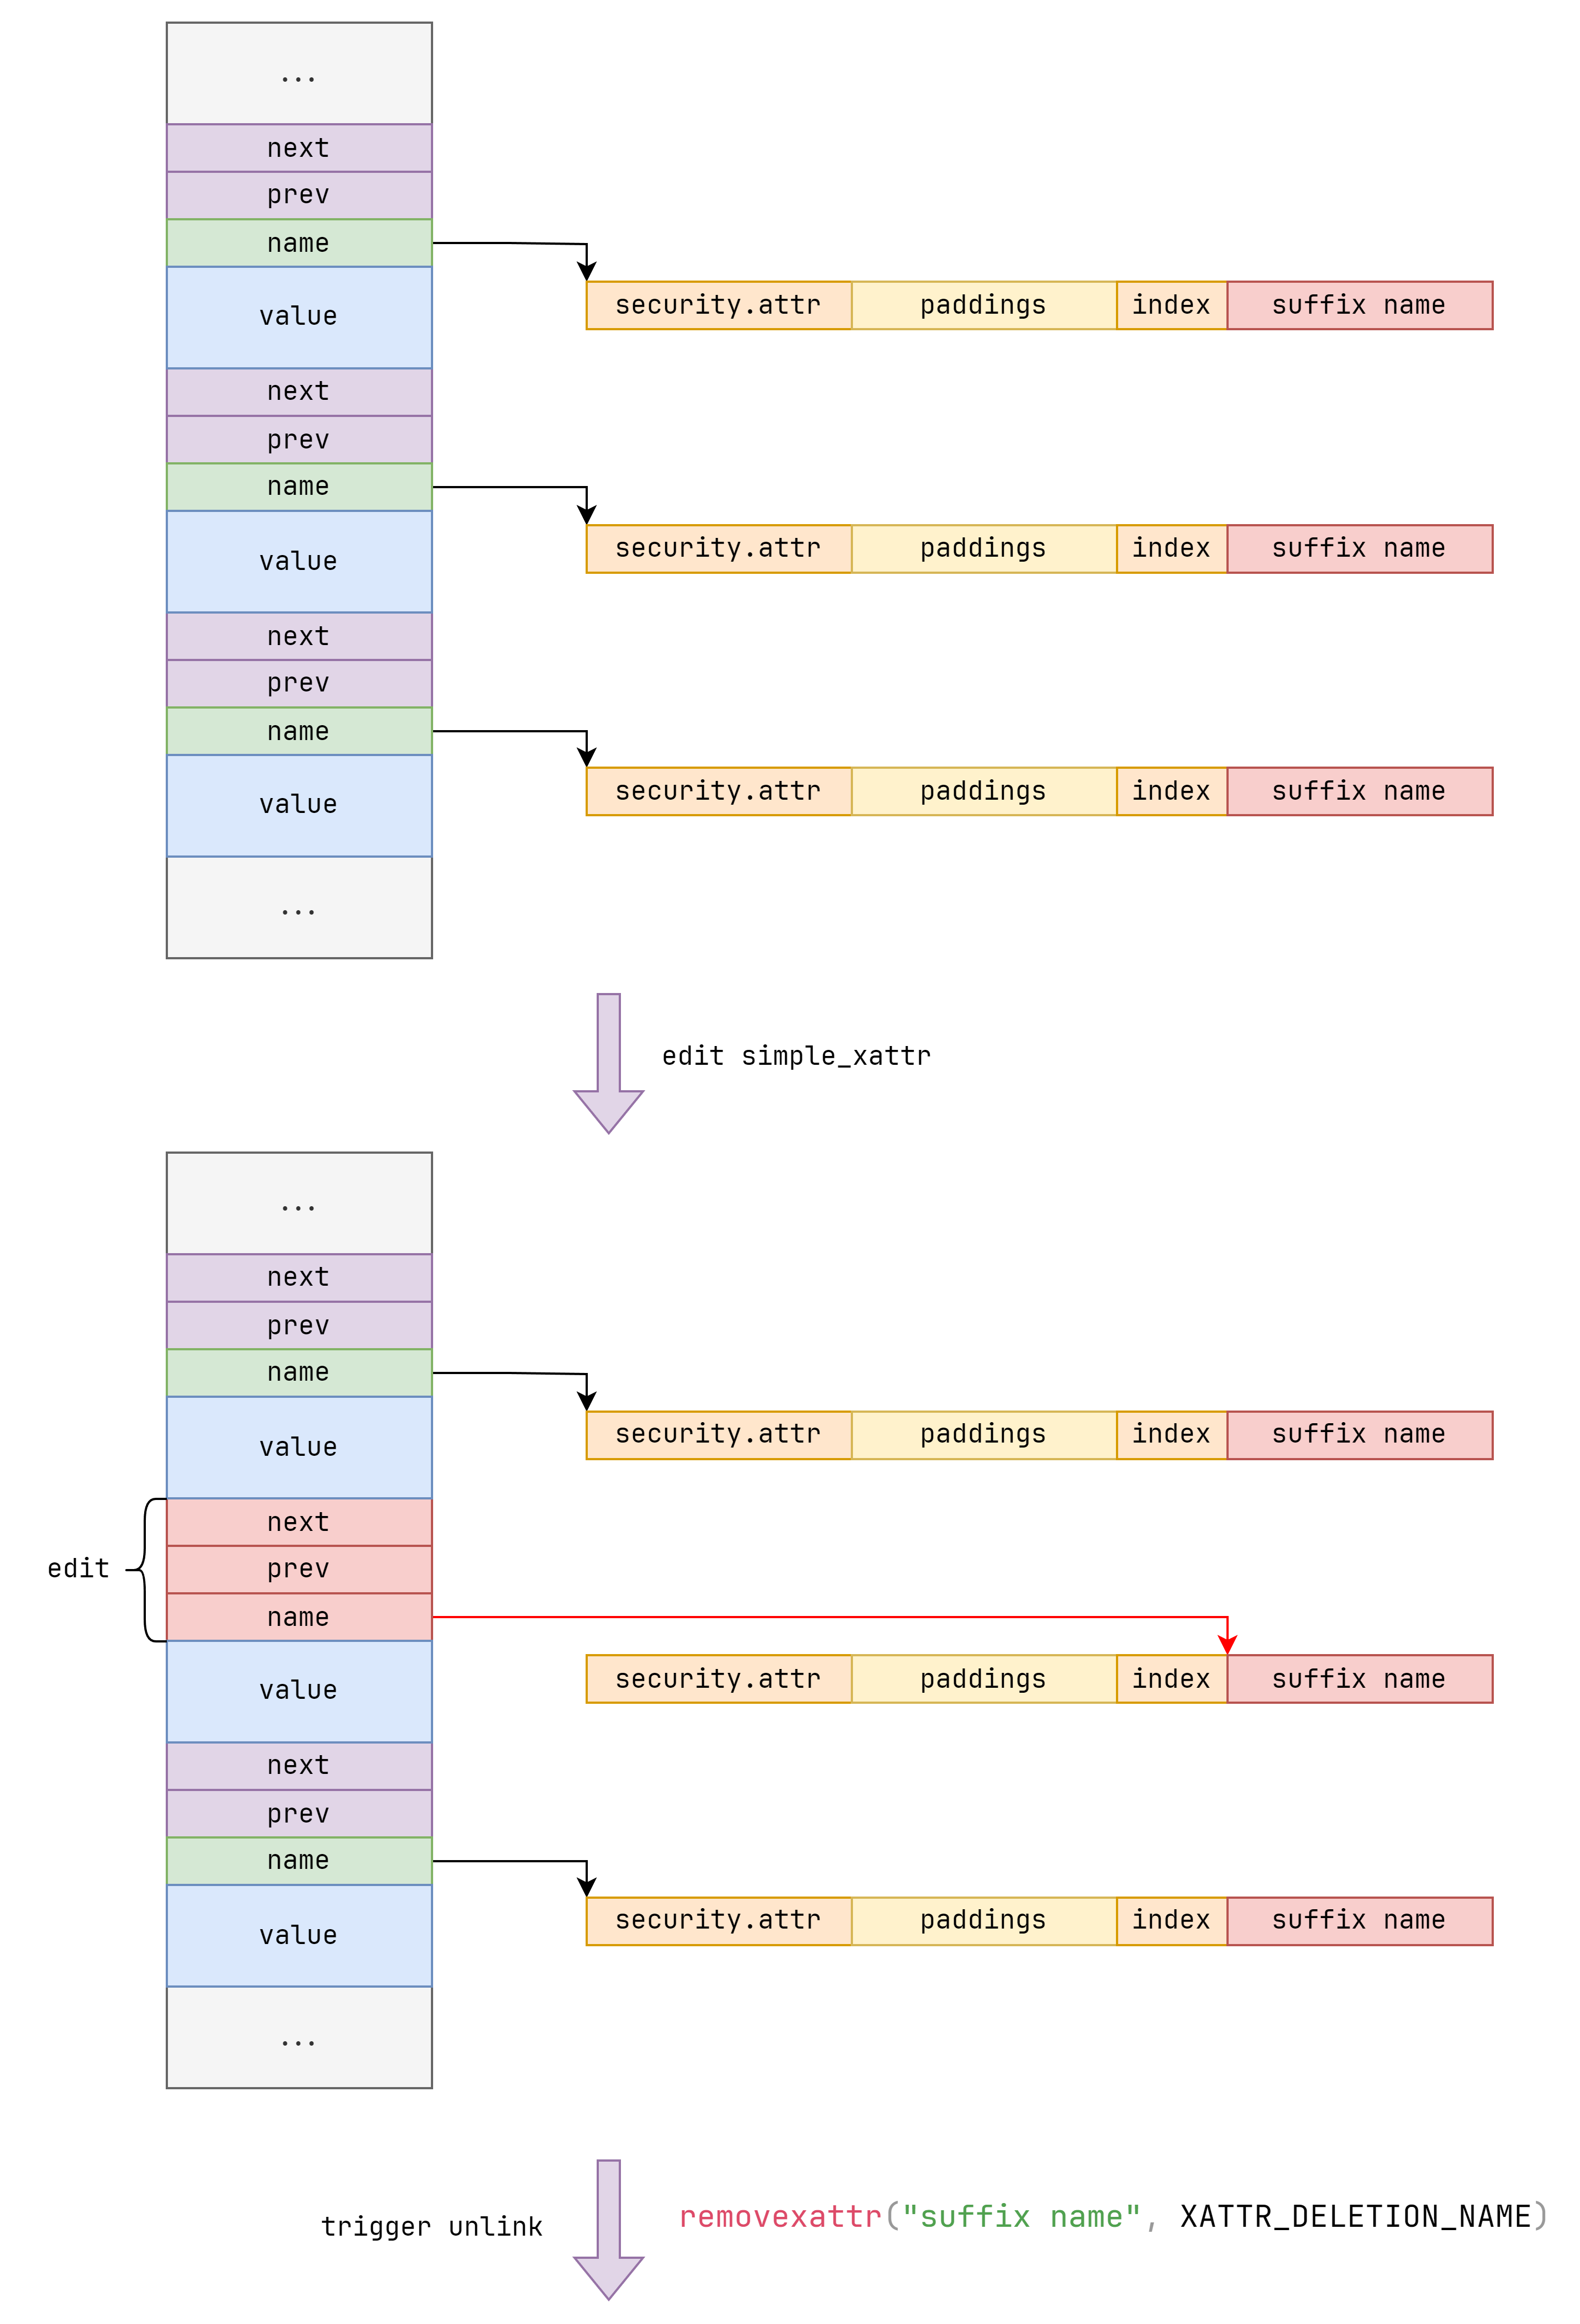 ...
next
prev
name
security.attr paddings index suffix name
value
next
prev
name
security.attr paddings index suffix name
value
next
prev
name
security.attr paddings index suffix name
value
...
edit simple_xattr
...
next
prev
name
security.attr paddings index suffix name
value
next
edit
prev
name
security.attr paddings index suffix name
value
next
prev
name
security.attr paddings index suffix name
value
...
trigger unlink
removexattr("suffix name", XATTR_DELETION_NAME)